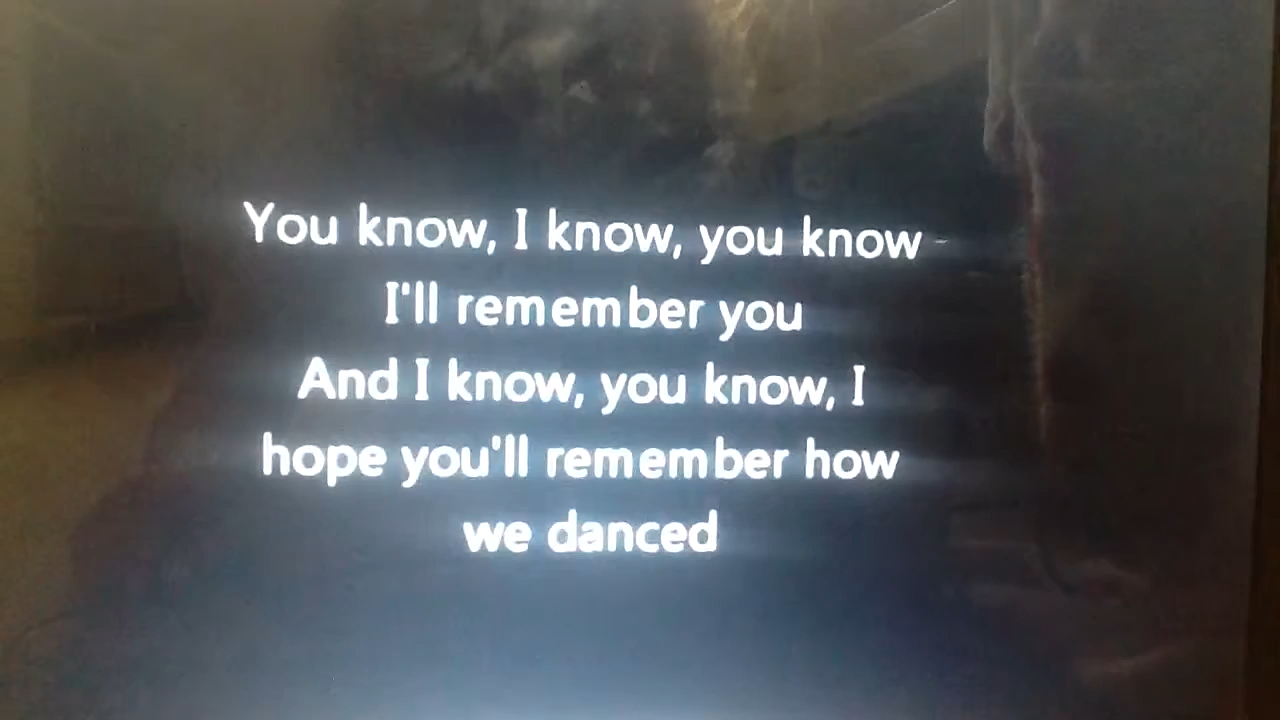 You know, I know, you know
I'll remember you
And I know, you know, I
hope you'll remember how
we danced